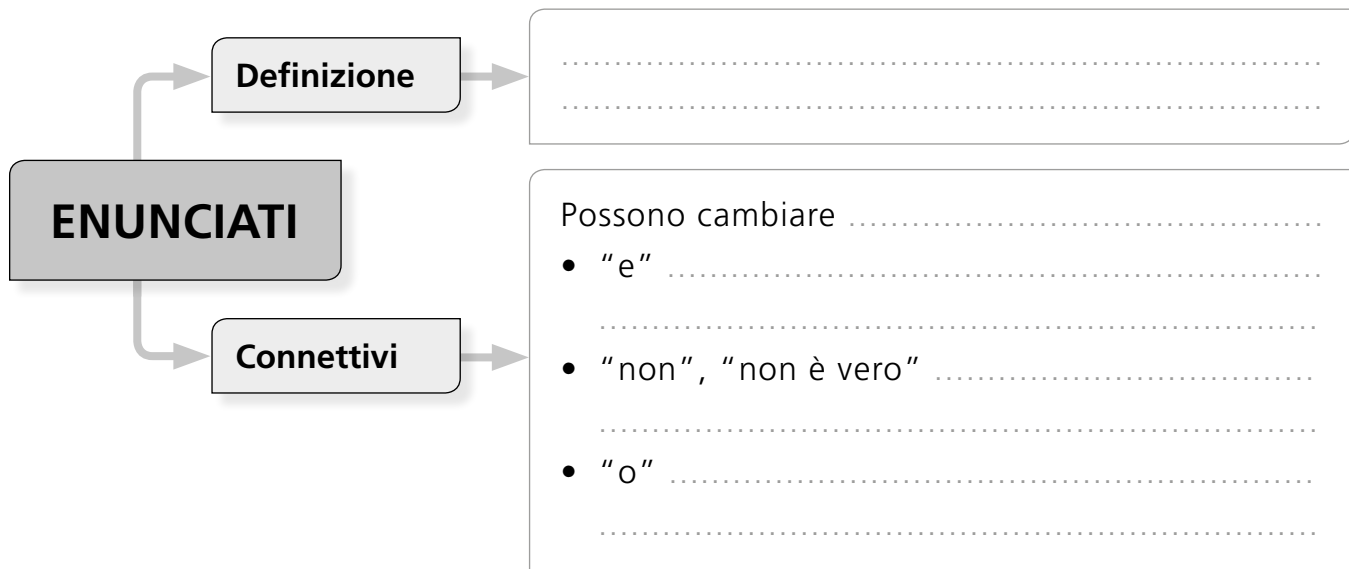 Definizione
ENUNCIATI
Connettivi
Possono cambiare ........................................
• “e” ........................................
........................................
• “non”, “non è vero” ........................................
........................................
• “o” ........................................
........................................